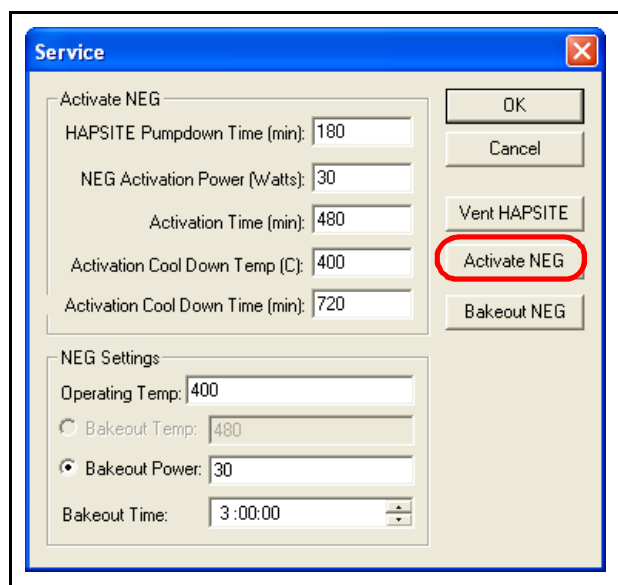 Service
Activate NEG
HAPSITE Pumpdown Time (min): 180
NEG Activation Power (Watts): 30
Activation Time (min): 480
Activation Cool Down Temp (C): 400
Activation Cool Down Time (min): 720
OK
Cancel
Vent HAPSITE
Activate NEG
Bakeout NEG
NEG Settings
Operating Temp: 400
Bakeout Temp: 480
Bakeout Power: 30
Bakeout Time: 3:00:00